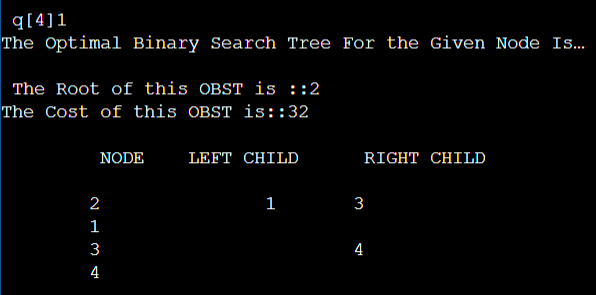 q[4]1
The Optimal Binary Search Tree For the Given Node Is…
The Root of this OBST is ::2
The Cost of this OBST is::32
NODE LEFT CHILD RIGHT CHILD
2 1 3
1
3 4
4